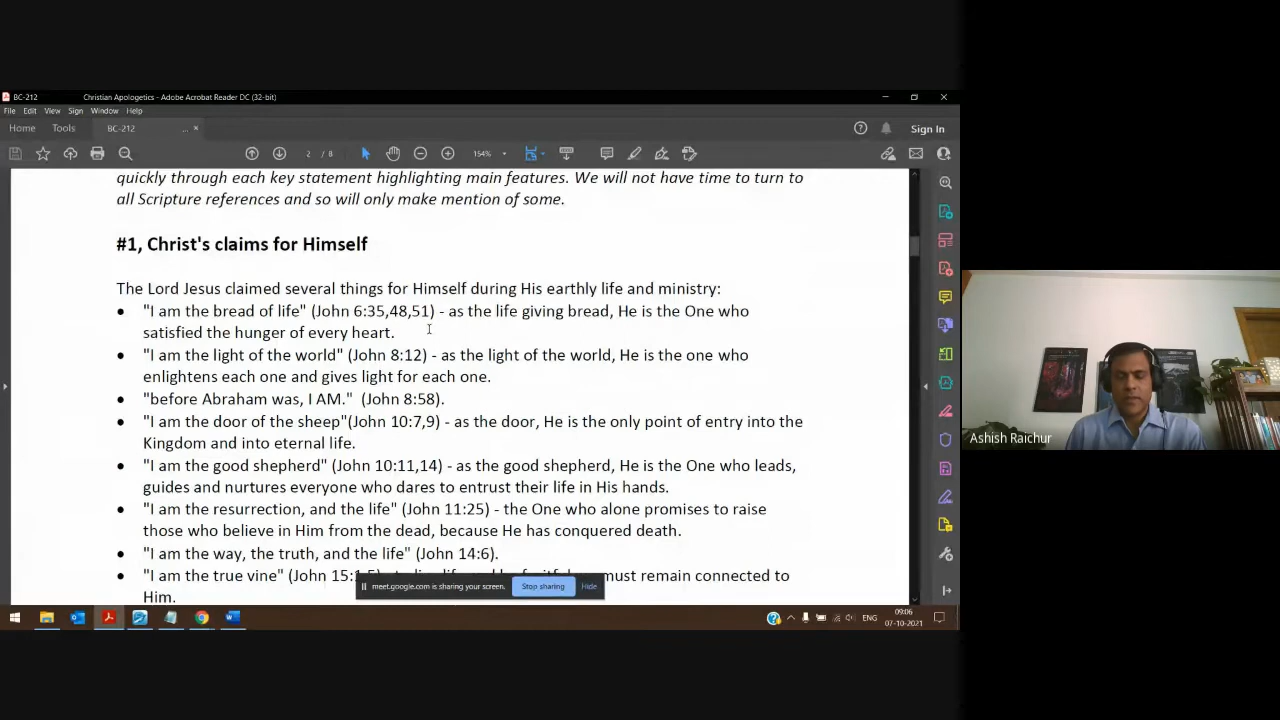 BC-212
Christian Apologetics - Adobe Acrobat Reader DC (32-bit)
File Edit View Sign Window Help
Home Tools BC-212 ... × Sign In
2 / 8 154%
quickly through each key statement highlighting main features. We will not have time to turn to
all Scripture references and so will only make mention of some.
#1, Christ's claims for Himself
The Lord Jesus claimed several things for Himself during His earthly life and ministry:
• "I am the bread of life" (John 6:35,48,51) - as the life giving bread, He is the One who
satisfied the hunger of every heart.
• "I am the light of the world" (John 8:12) - as the light of the world, He is the one who
enlightens each one and gives light for each one.
• "before Abraham was, I AM." (John 8:58).
• "I am the door of the sheep"(John 10:7,9) - as the door, He is the only point of entry into the
Kingdom and into eternal life.
• "I am the good shepherd" (John 10:11,14) - as the good shepherd, He is the One who leads,
guides and nurtures everyone who dares to entrust their life in His hands.
• "I am the resurrection, and the life" (John 11:25) - the One who alone promises to raise
those who believe in Him from the dead, because He has conquered death.
• "I am the way, the truth, and the life" (John 14:6).
• "I am the true vine" (John 15:1 must remain connected to
Him.
meet.google.com is sharing your screen. Stop sharing Hide
ENG
09:06
07-10-2021
Ashish Raichur